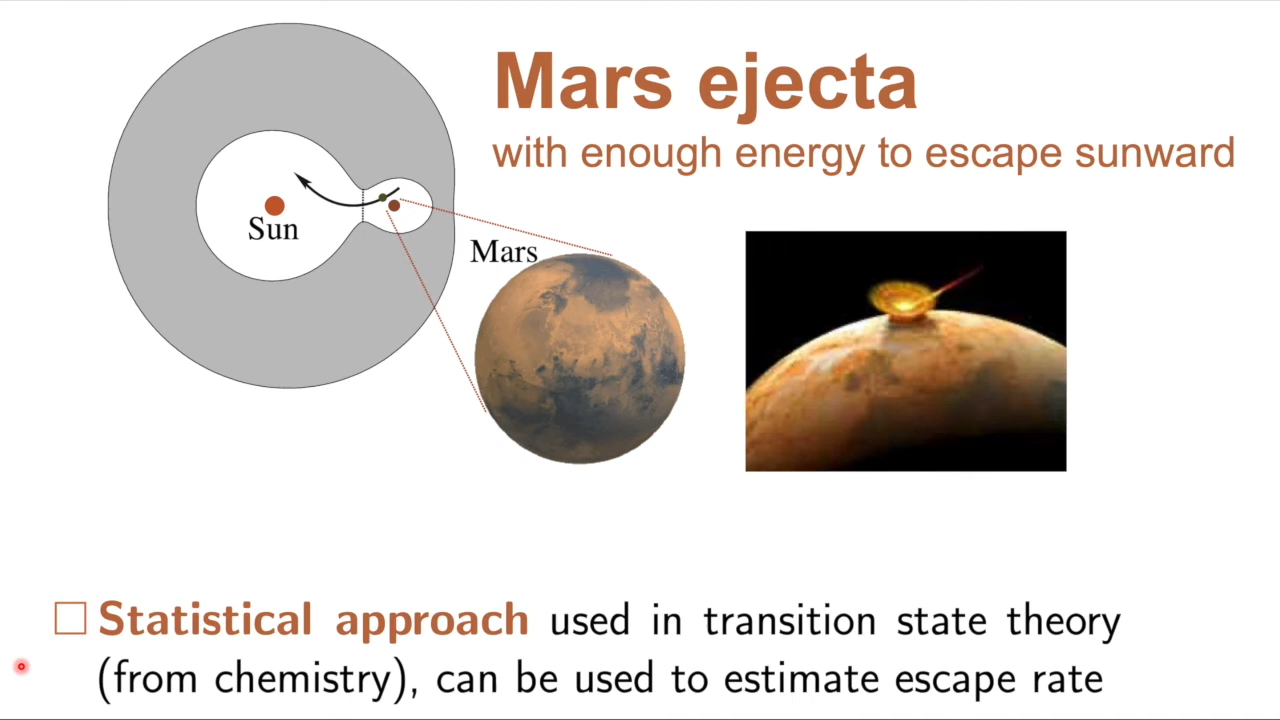 Mars ejecta
with enough energy to escape sunward
Sun
Mars
Statistical approach used in transition state theory
(from chemistry), can be used to estimate escape rate